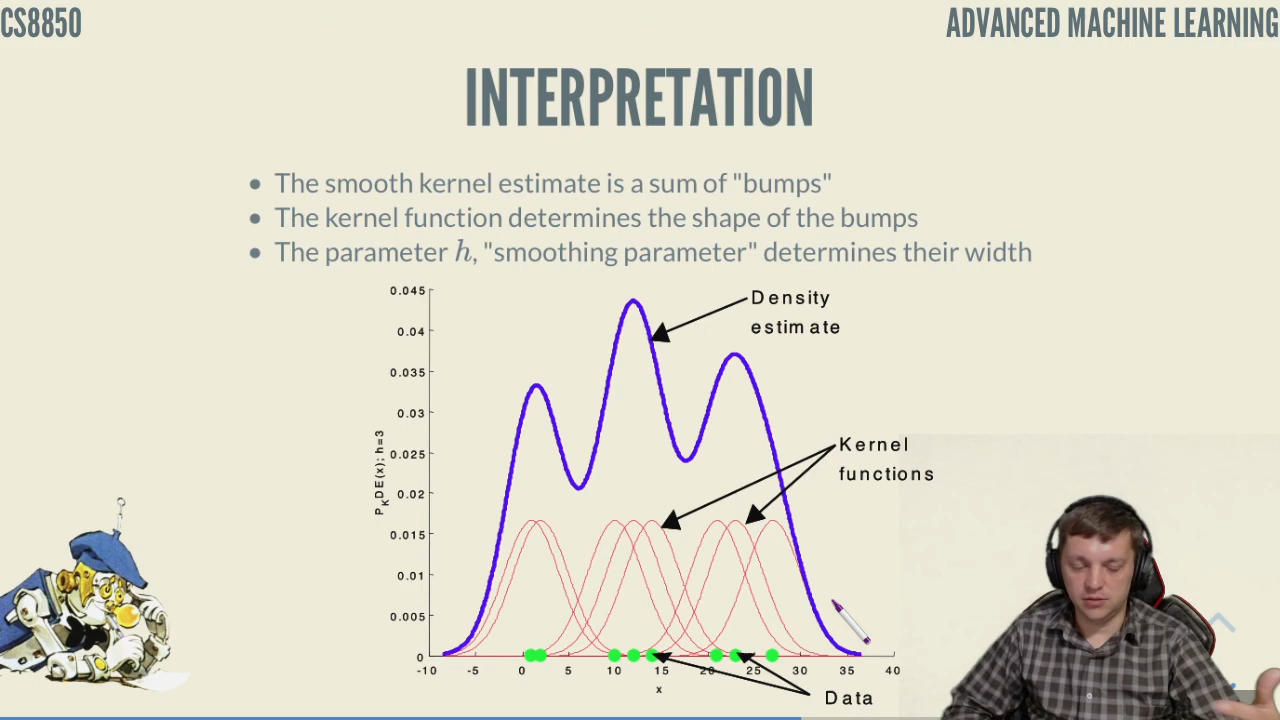 CS8850
ADVANCED MACHINE LEARNING
INTERPRETATION
The smooth kernel estimate is a sum of "bumps"
The kernel function determines the shape of the bumps
The parameter h, "smoothing parameter" determines their width
Density
estimate
Kernel
functions
Data
P_KDE(x); h=3
0.045
0.04
0.035
0.03
0.025
0.02
0.015
0.01
0.005
0
-10 -5 0 5 10 15 20 25 30 35 40
x